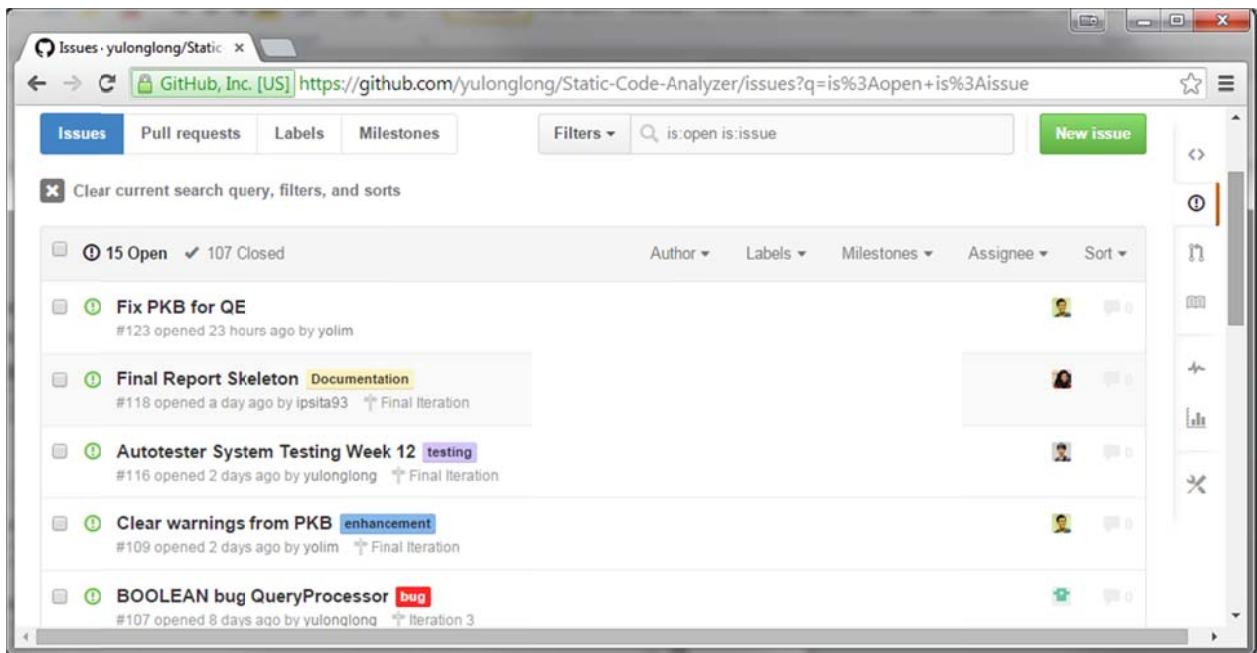 Issues · yulonglong/Static-
GitHub, Inc. [US] https://github.com/yulonglong/Static-Code-Analyzer/issues?q=is%3Aopen+is%3Aissue
Issues Pull requests Labels Milestones Filters is:open is:issue New issue
Clear current search query, filters, and sorts
15 Open 107 Closed Author Labels Milestones Assignee Sort
Fix PKB for QE 0
#123 opened 23 hours ago by yolim
Final Report Skeleton Documentation 0
#118 opened a day ago by ipsita93 Final Iteration
Autotester System Testing Week 12 testing 0
#116 opened 2 days ago by yulonglong Final Iteration
Clear warnings from PKB enhancement 0
#109 opened 2 days ago by yolim Final Iteration
BOOLEAN bug QueryProcessor bug 0
#107 opened 8 days ago by yulonglong Iteration 3